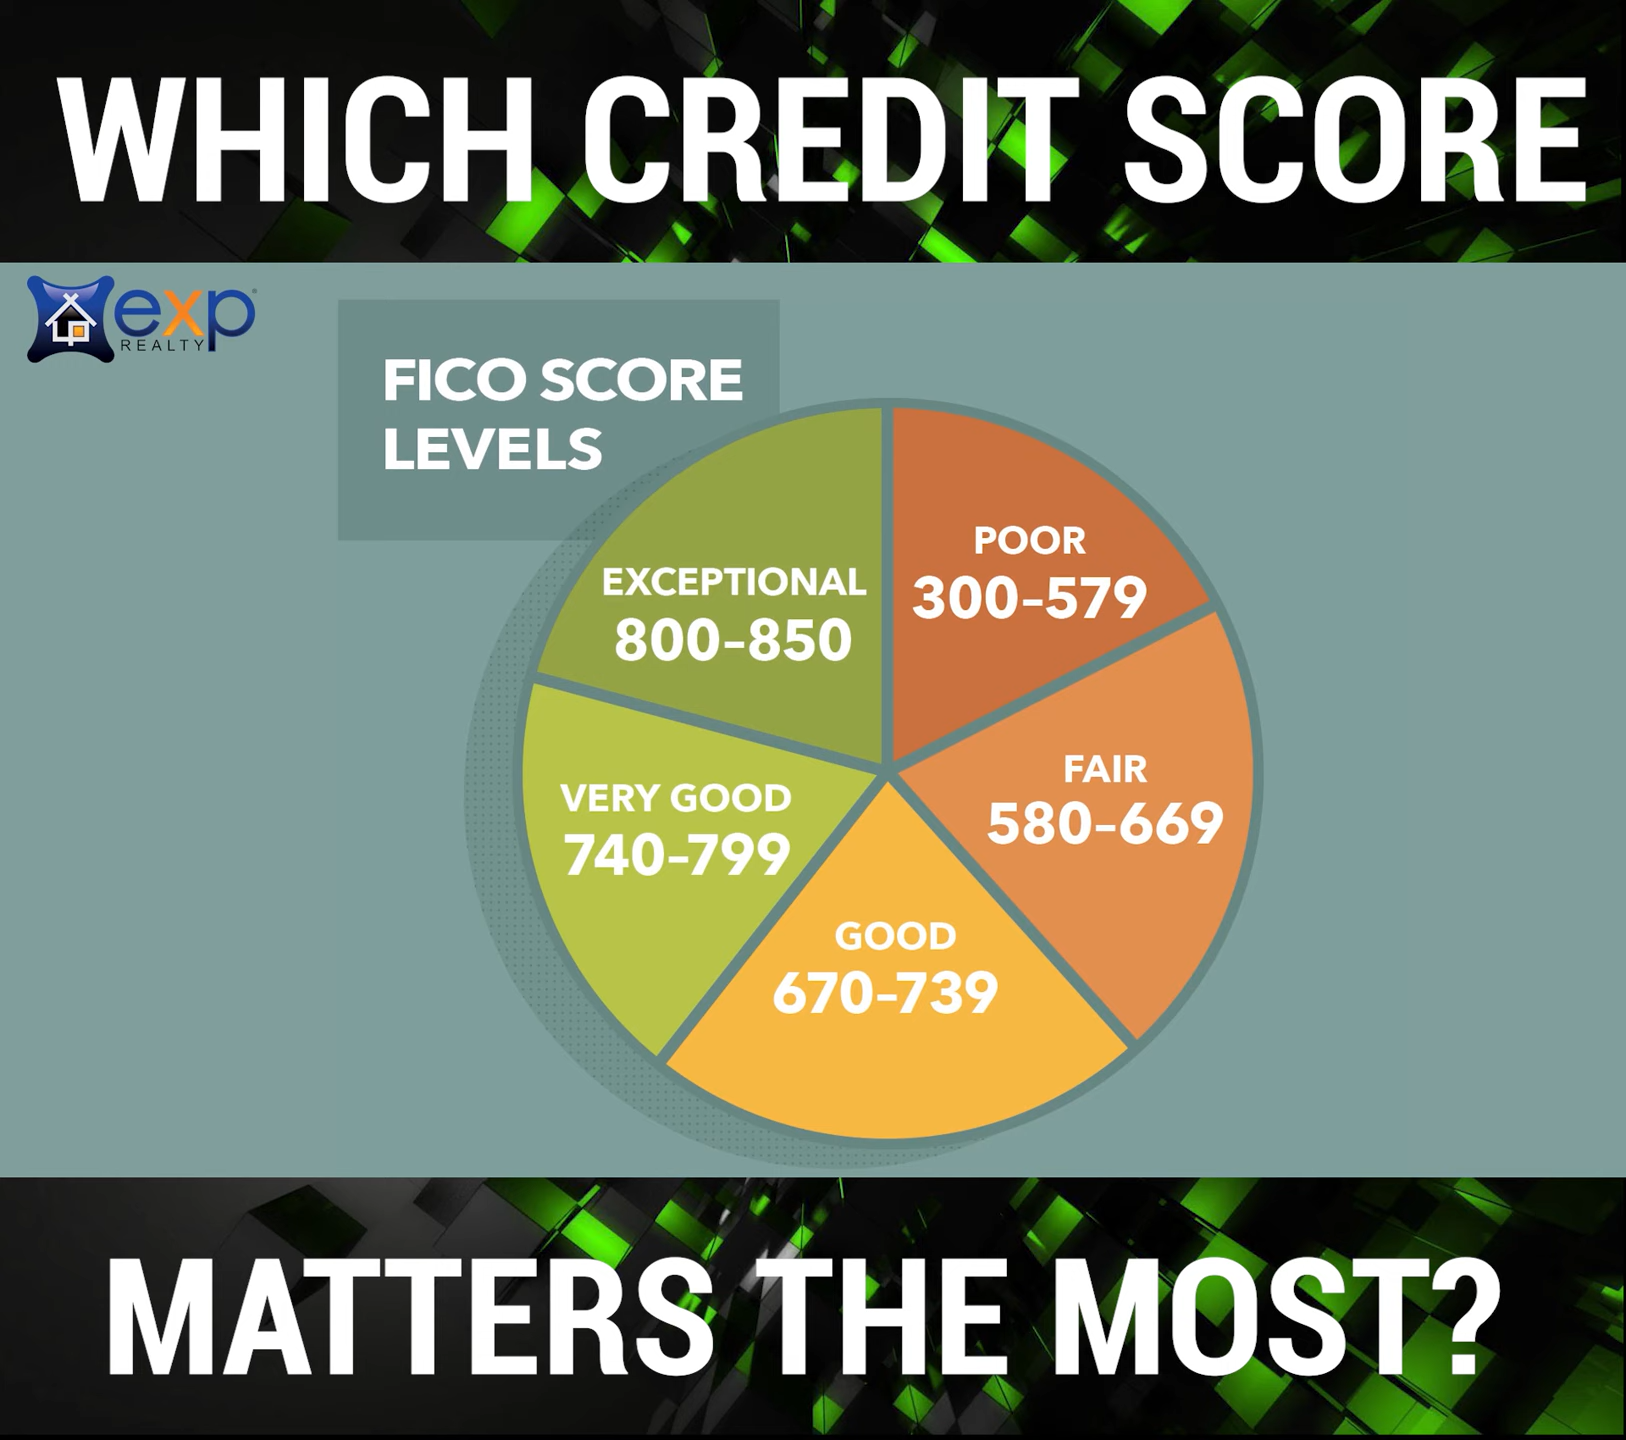 WHICH CREDIT SCORE
exp
REALTY
FICO SCORE
LEVELS
EXCEPTIONAL
800-850
POOR
300-579
FAIR
580-669
VERY GOOD
740-799
GOOD
670-739
MATTERS THE MOST?